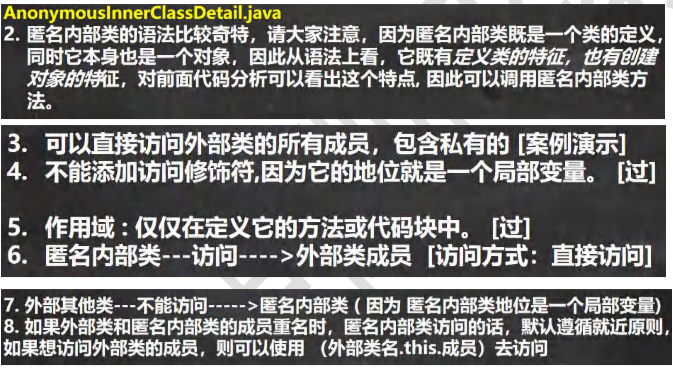 AnonymousInnerClassDetail.java
2. 匿名内部类的语法比较奇特，请大家注意，因为匿名内部类既是一个类的定义，
同时它本身也是一个对象，因此从语法上看，它既有定义类的特征，也有创建
对象的特征，对前面代码分析可以看出这个特点, 因此可以调用匿名内部类方
法。
3. 可以直接访问外部类的所有成员，包含私有的 [案例演示]
4. 不能添加访问修饰符,因为它的地位就是一个局部变量。 [过]
5. 作用域 : 仅仅在定义它的方法或代码块中。 [过]
6. 匿名内部类---访问---->外部类成员 [访问方式：直接访问]
7. 外部其他类---不能访问----->匿名内部类 ( 因为 匿名内部类地位是一个局部变量)
8. 如果外部类和匿名内部类的成员重名时，匿名内部类访问的话，默认遵循就近原则，
如果想访问外部类的成员，则可以使用 （外部类名.this.成员）去访问